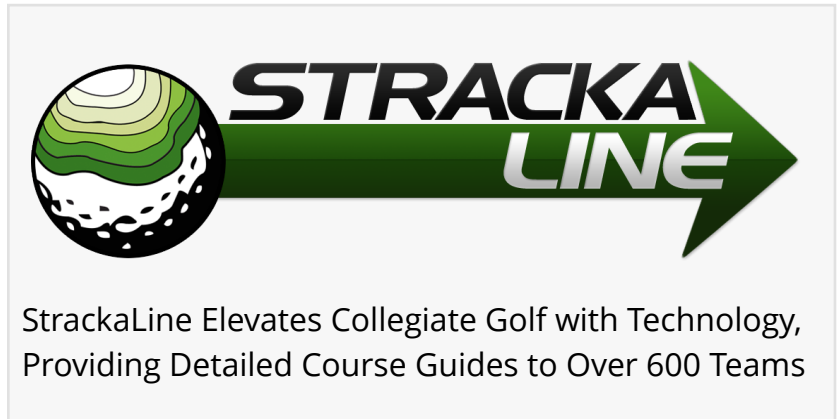 STRACKA
LINE
StrackaLine Elevates Collegiate Golf with Technology,
Providing Detailed Course Guides to Over 600 Teams